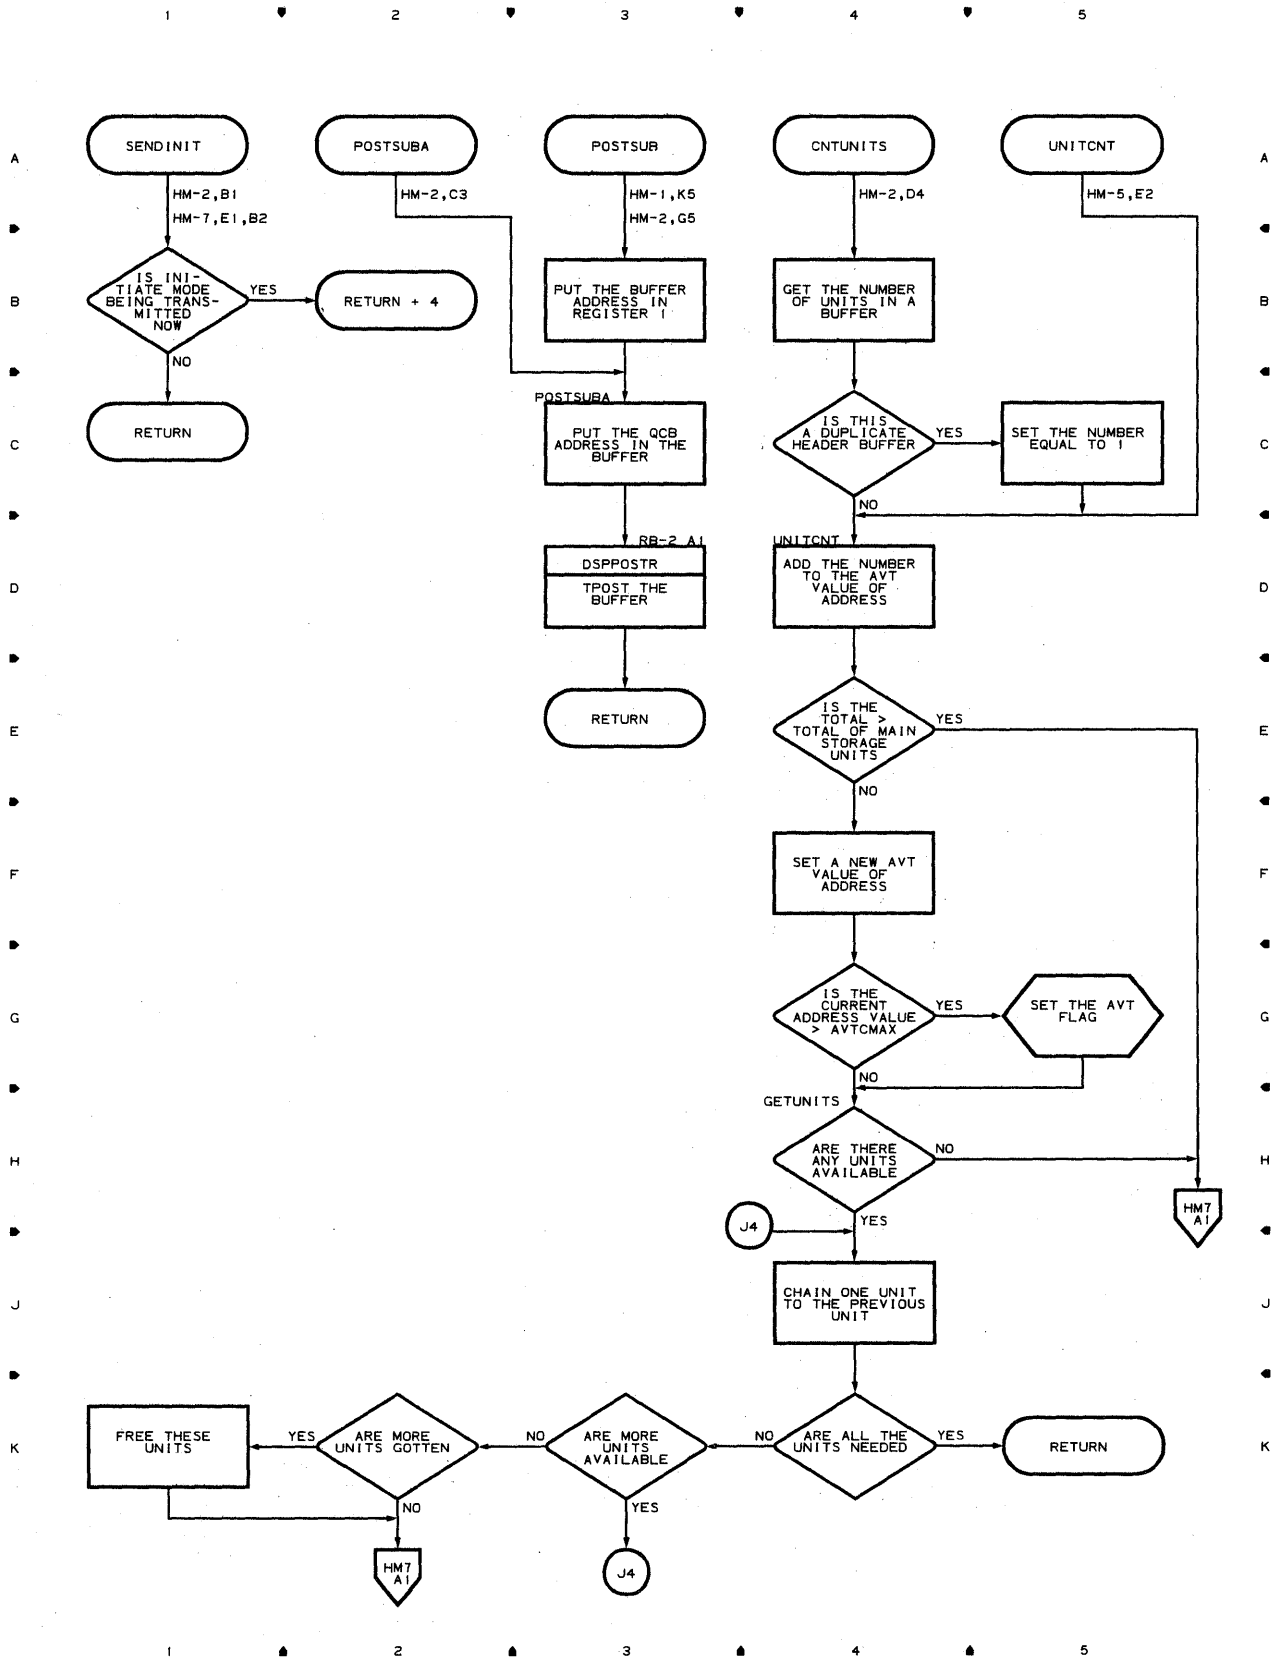 1 2 3 4 5
A SENDINIT POSTSUBA POSTSUB CNTUNITS UNITCNT A
HM-2,B1
HM-7,E1,B2
HM-2,C3
HM-1,K5
HM-2,G5
HM-2,D4
HM-5,E2
B B
IS INI-
TIATE MODE
BEING TRANS-
MITTED
NOW
YES
RETURN + 4
NO
PUT THE BUFFER
ADDRESS IN
REGISTER 1
GET THE NUMBER
OF UNITS IN A
BUFFER
C C
RETURN
POSTSUBA
PUT THE QCB
ADDRESS IN THE
BUFFER
IS THIS
A DUPLICATE
HEADER BUFFER
YES
SET THE NUMBER
EQUAL TO 1
NO
D D
RB-2 A1
DSPPOSTR
TPOST THE
BUFFER
UNITCNT
ADD THE NUMBER
TO THE AVT
VALUE OF
ADDRESS
E E
RETURN
IS THE
TOTAL >
TOTAL OF MAIN
STORAGE
UNITS
YES
NO
F F
SET A NEW AVT
VALUE OF
ADDRESS
G G
IS THE
CURRENT
ADDRESS VALUE
> AVTCMAX
YES
SET THE AVT
FLAG
NO
GETUNITS
H H
ARE THERE
ANY UNITS
AVAILABLE
NO
HM7
A1
YES
J4
J J
CHAIN ONE UNIT
TO THE PREVIOUS
UNIT
K K
FREE THESE
UNITS
YES
ARE MORE
UNITS GOTTEN
NO
ARE MORE
UNITS
AVAILABLE
NO
ARE ALL THE
UNITS NEEDED
YES
RETURN
NO
YES
HM7
A1
J4
1 2 3 4 5